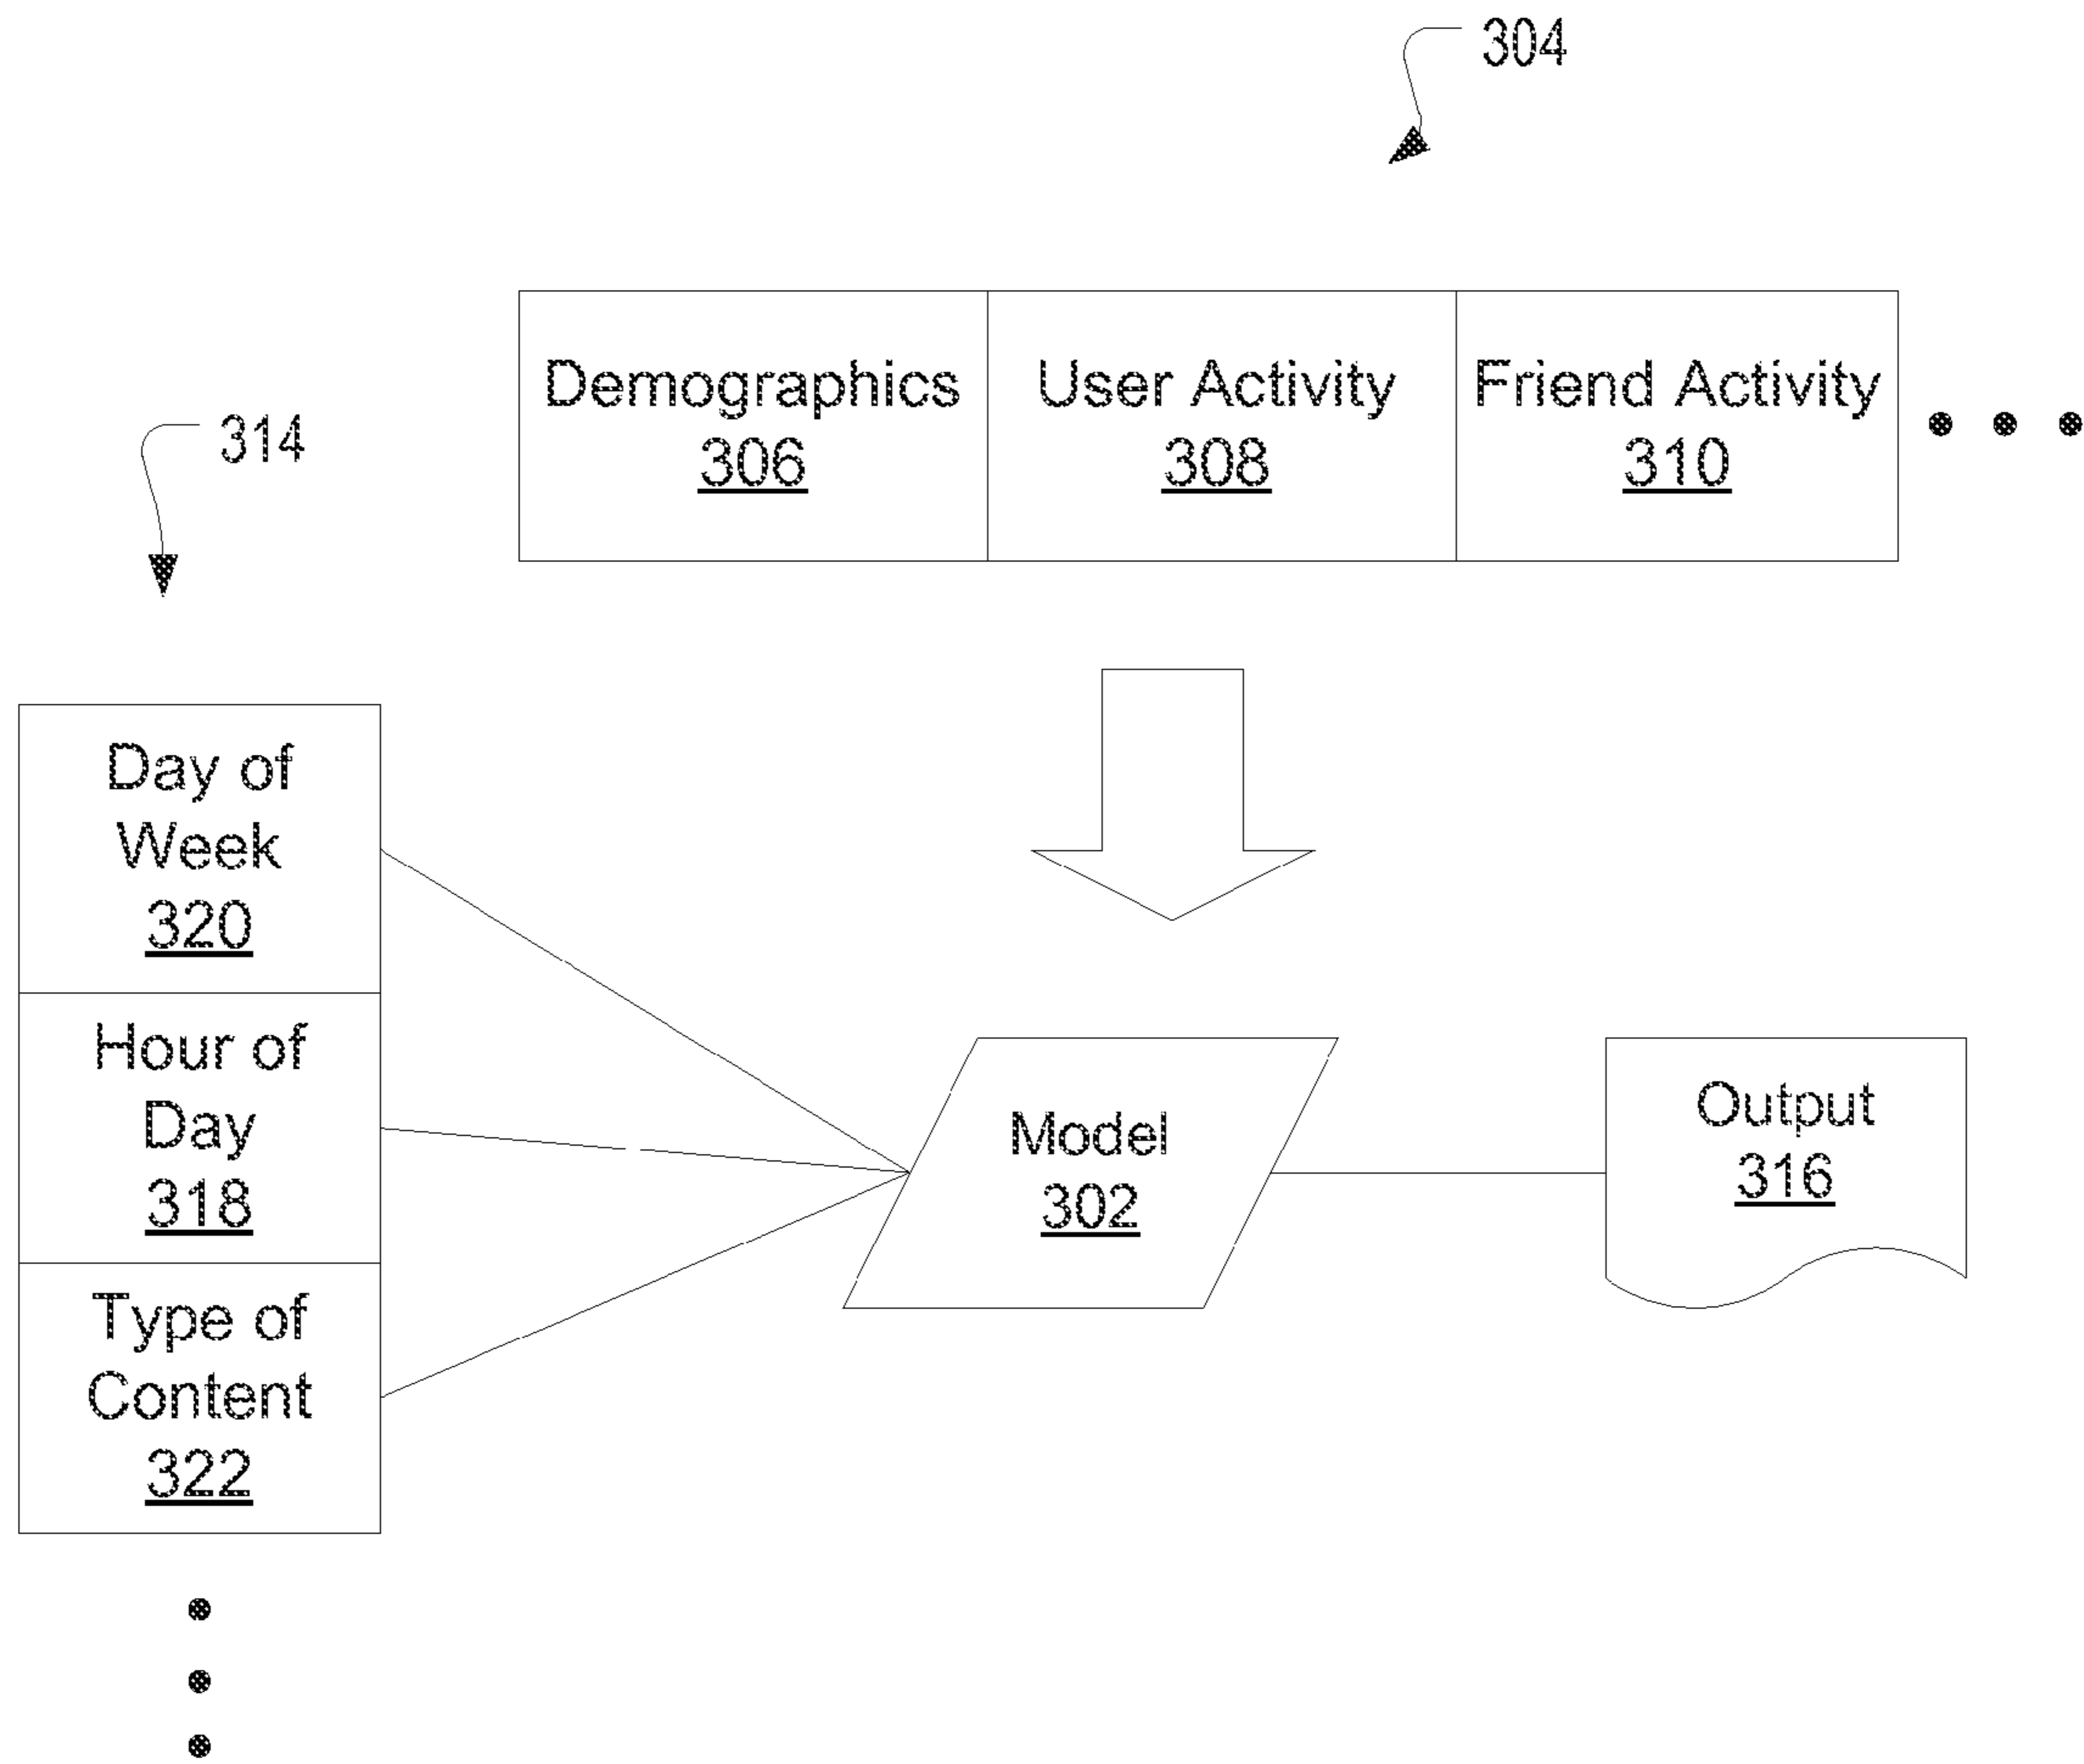 304
Demographics
306
User Activity
308
Friend Activity
310
314
Day of
Week
320
Hour of
Day
318
Type of
Content
322
Model
302
Output
316